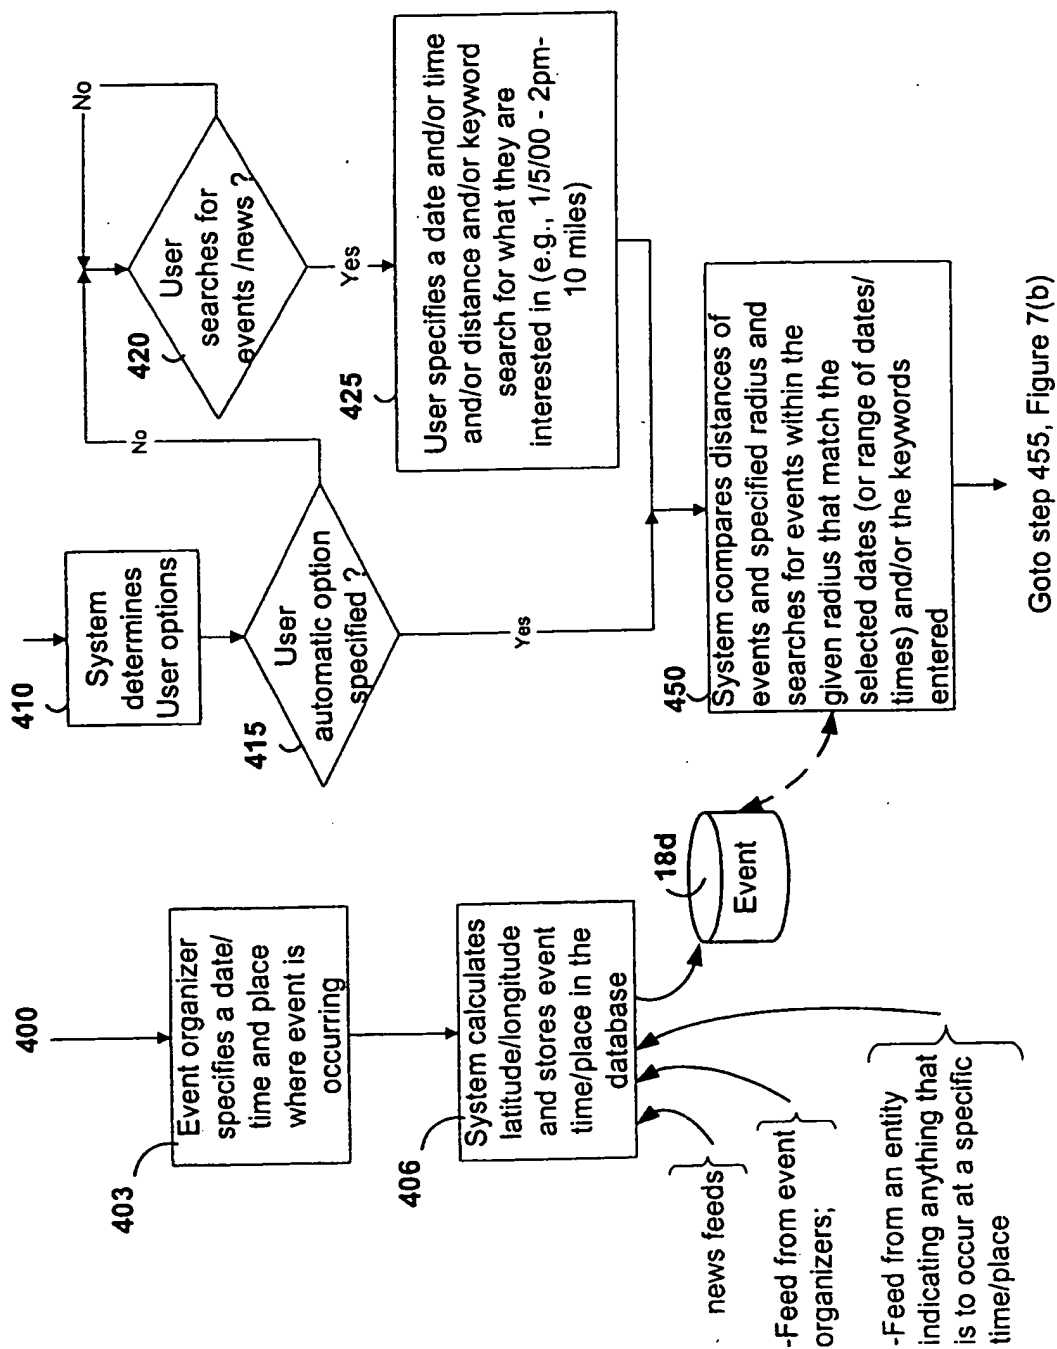 400
403
Event organizer
specifies a date/
time and place
where event is
occurring
406
System calculates
latitude/longitude
and stores event
time/place in the
database
news feeds
-Feed from event
organizers;
-Feed from an entity
indicating anything that
is to occur at a specific
time/place
18d
Event
410
System
determines
User options
415
User
automatic option
specified ?
No
Yes
420
User
searches for
events /news ?
No
Yes
425
User specifies a date and/or time
and/or distance and/or keyword
search for what they are
interested in (e.g., 1/5/00 - 2pm-
10 miles)
450
System compares distances of
events and specified radius and
searches for events within the
given radius that match the
selected dates (or range of dates/
times) and/or the keywords
entered
Goto step 455, Figure 7(b)